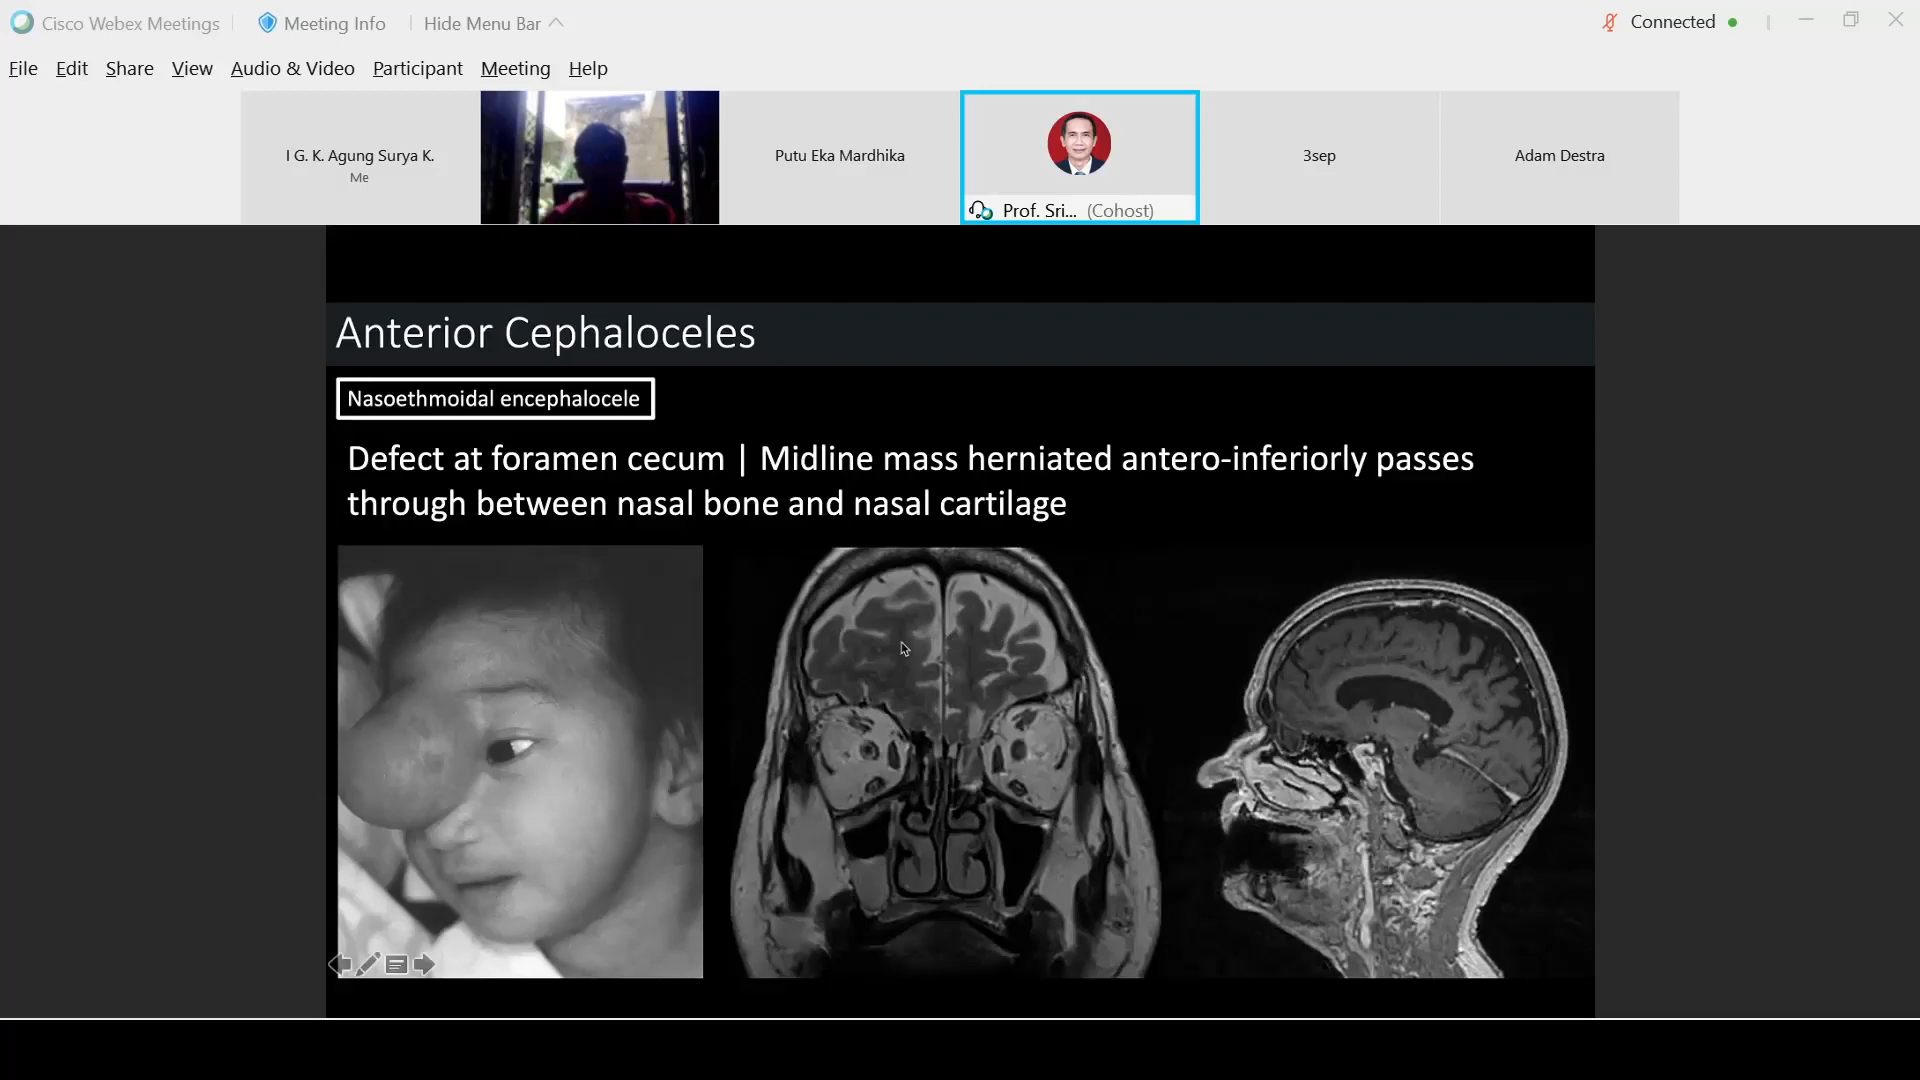 Cisco Webex Meetings
Meeting Info
Hide Menu Bar
Connected
File Edit Share View Audio & Video Participant Meeting Help
I G. K. Agung Surya K.
Me
Putu Eka Mardhika
Prof. Sri... (Cohost)
3sep
Adam Destra
Anterior Cephaloceles
Nasoethmoidal encephalocele
Defect at foramen cecum | Midline mass herniated antero-inferiorly passes
through between nasal bone and nasal cartilage